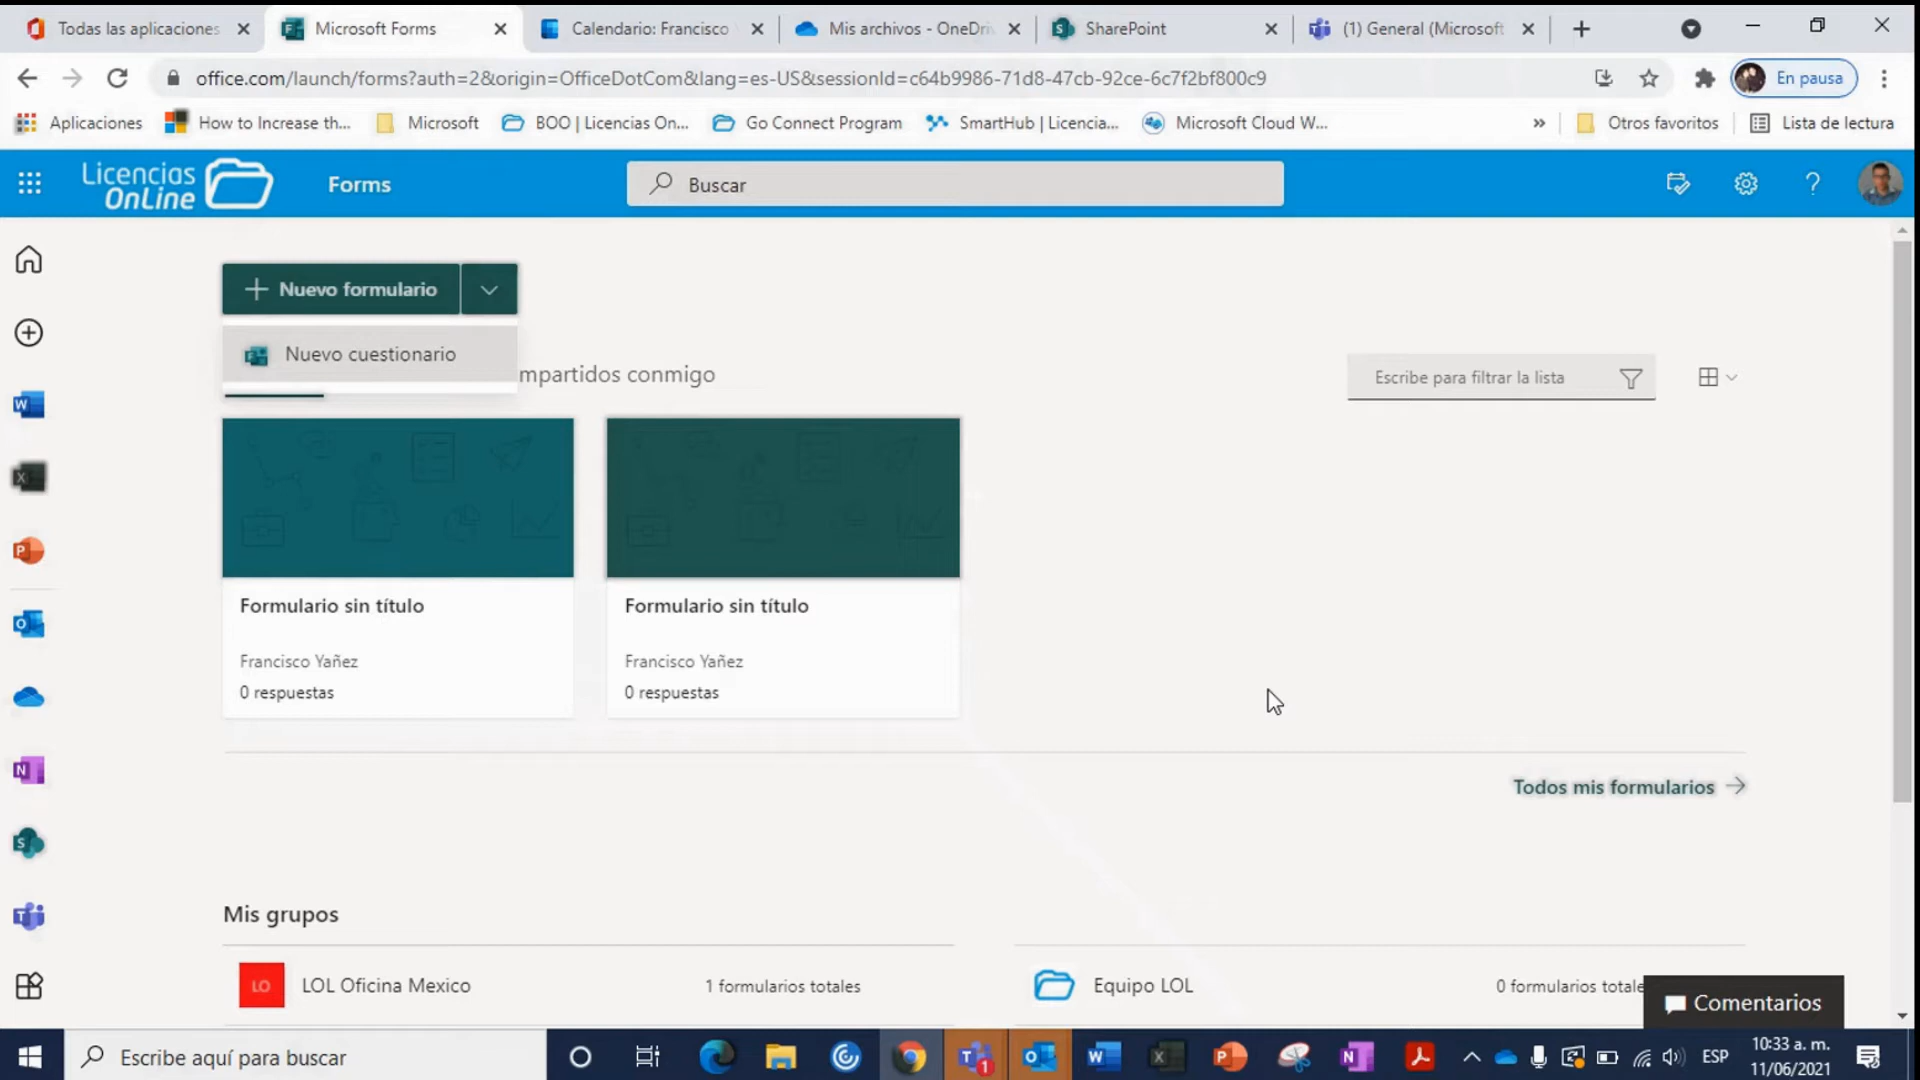 Todas las aplicaciones
Microsoft Forms
Calendario: Francisco
Mis archivos - OneDri
SharePoint
(1) General (Microsoft
office.com/launch/forms?auth=2&origin=OfficeDotCom&lang=es-US&sessionId=c64b9986-71d8-47cb-92ce-6c7f2bf800c9
En pausa
Aplicaciones
How to Increase th...
Microsoft
BOO | Licencias On...
Go Connect Program
SmartHub | Licencia...
Microsoft Cloud W...
»
Otros favoritos
Lista de lectura
Licencias
OnLine
Forms
Buscar
Nuevo formulario
Nuevo cuestionario
mpartidos conmigo
Escribe para filtrar la lista
Formulario sin título
Francisco Yañez
0 respuestas
Formulario sin título
Francisco Yañez
0 respuestas
Todos mis formularios
Mis grupos
LO
LOL Oficina Mexico
1 formularios totales
Equipo LOL
0 formularios totale
Comentarios
Escribe aquí para buscar
1
ESP
10:33 a. m.
11/06/2021